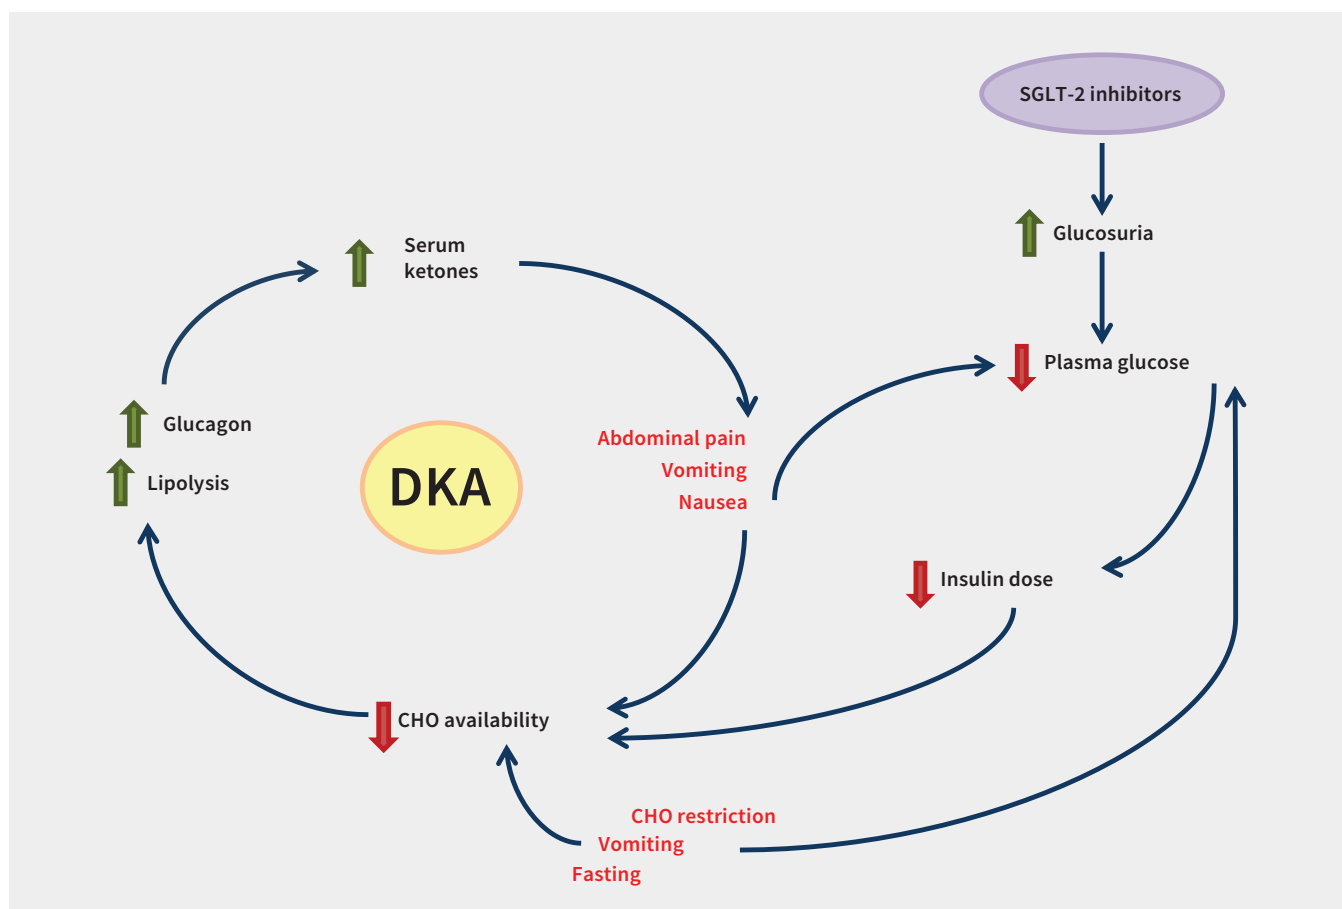 SGLT-2 inhibitors
Glucosuria
Serum
ketones
Plasma glucose
Glucagon
Lipolysis
DKA
Abdominal pain
Vomiting
Nausea
Insulin dose
CHO availability
CHO restriction
Vomiting
Fasting